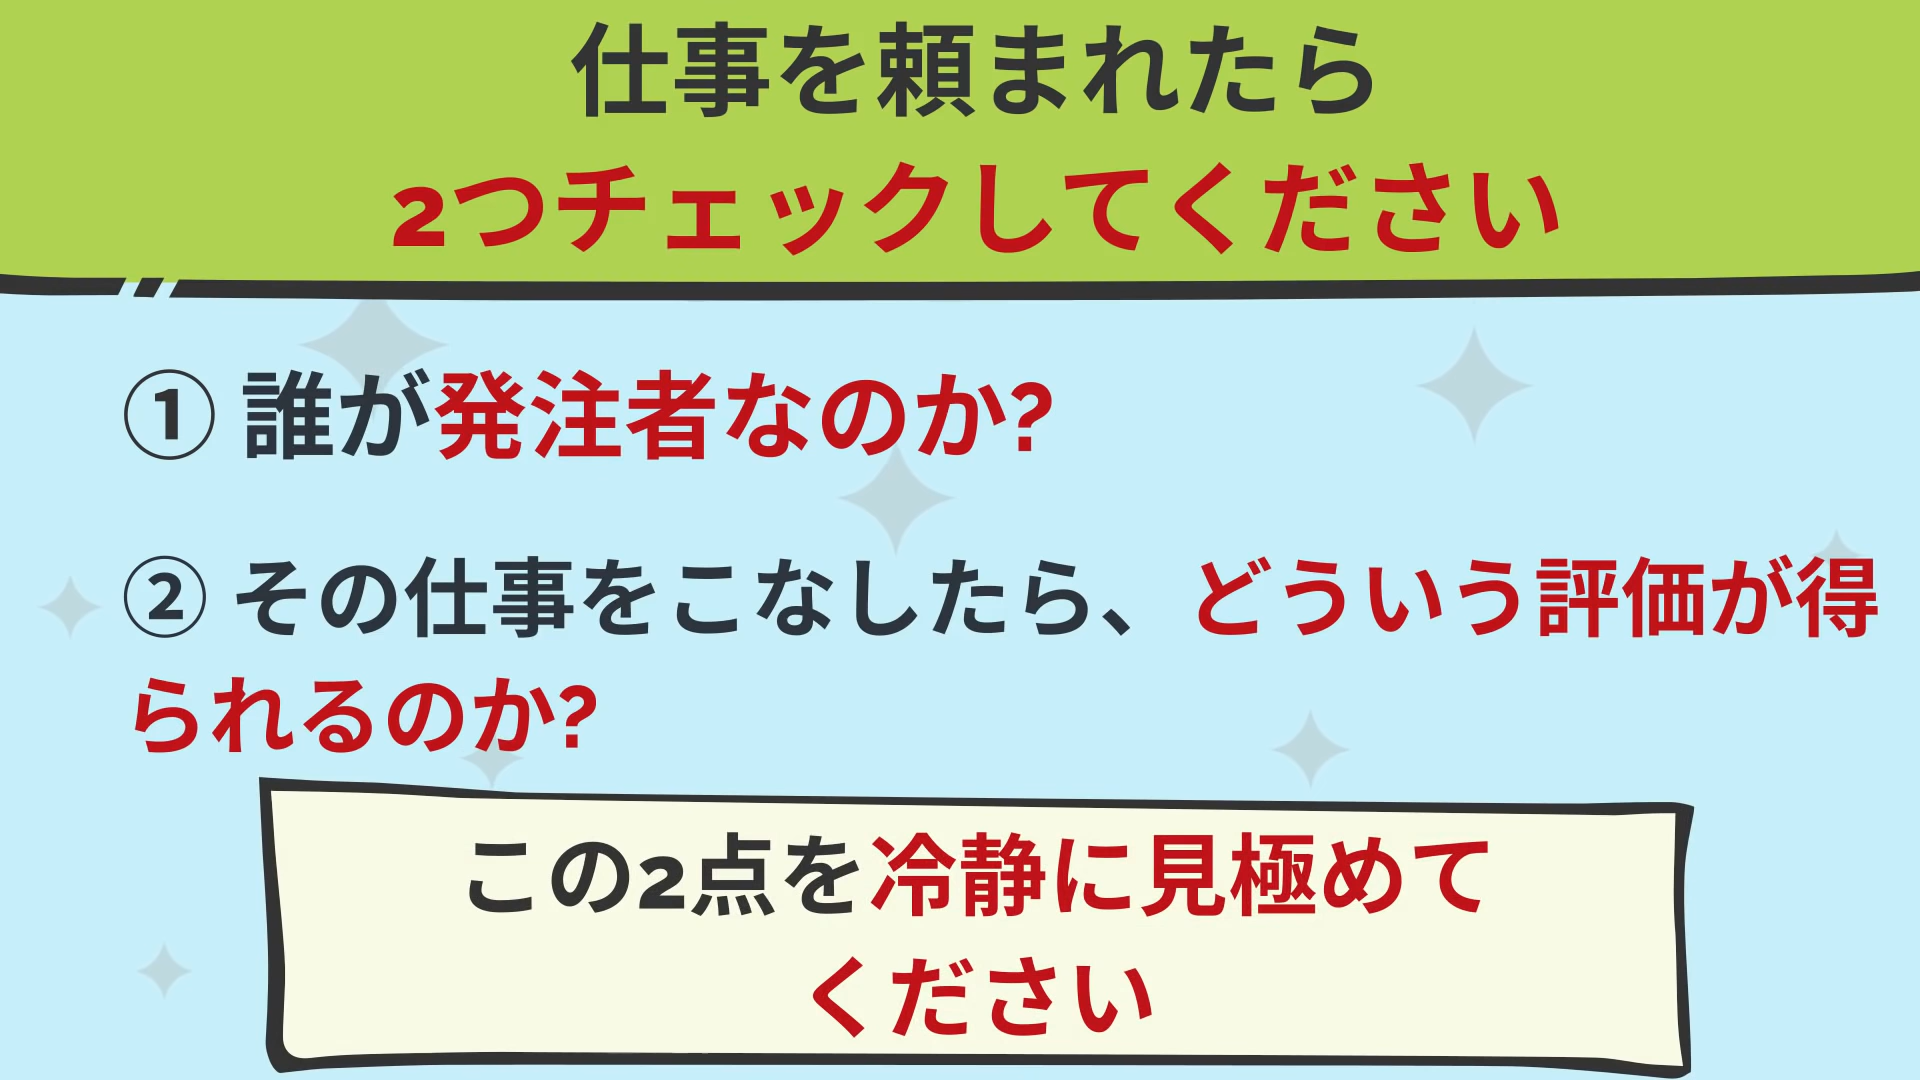 仕事を頼まれたら
2つチェックしてください
① 誰が発注者なのか?
② その仕事をこなしたら、どういう評価が得
られるのか?
この2点を冷静に見極めて
ください